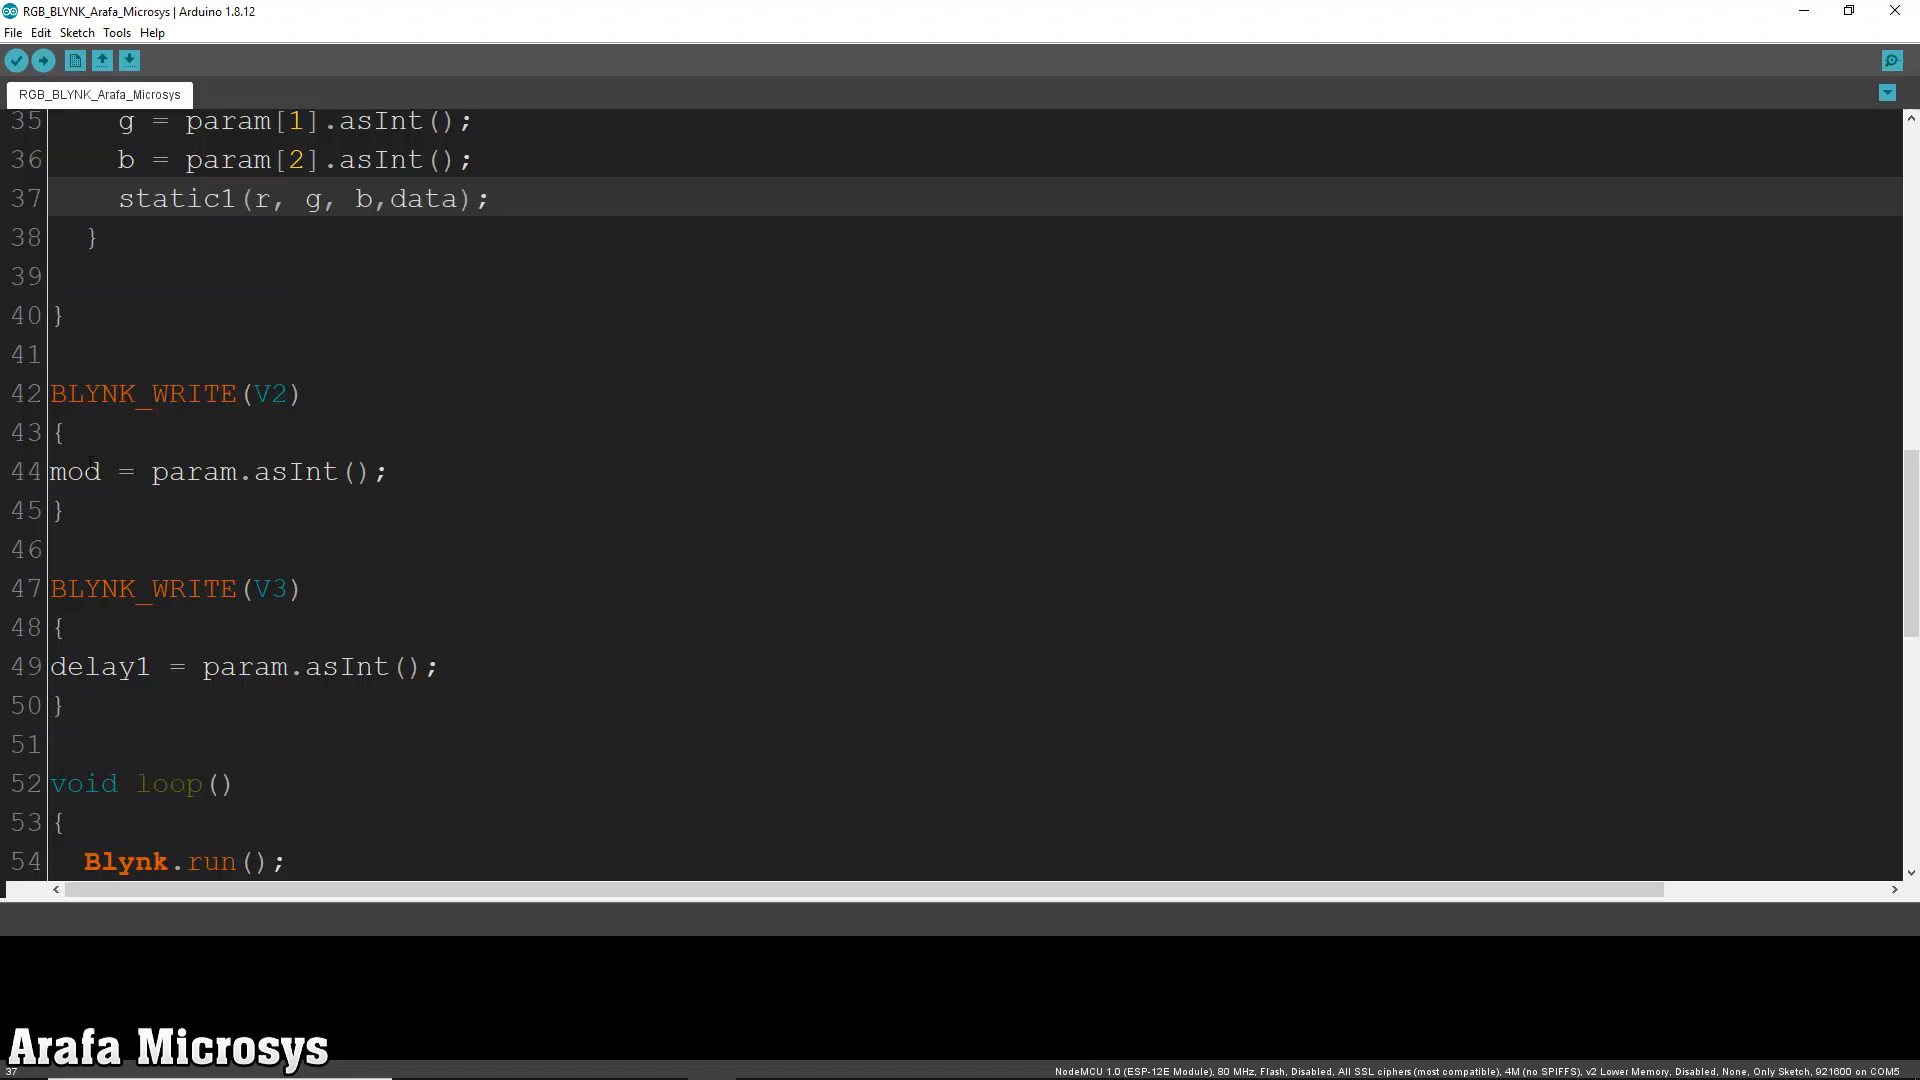 RGB_BLYNK_Arafa_Microsys | Arduino 1.8.12
File Edit Sketch Tools Help
RGB_BLYNK_Arafa_Microsys
35 g = param[1].asInt();
36 b = param[2].asInt();
37 static1(r, g, b,data);
38 }
39
40 }
41
42 BLYNK_WRITE(V2)
43 {
44 mod = param.asInt();
45 }
46
47 BLYNK_WRITE(V3)
48 {
49 delay1 = param.asInt();
50 }
51
52 void loop()
53 {
54 Blynk.run();
Arafa Microsys
37 NodeMCU 1.0 (ESP-12E Module), 80 MHz, Flash, Disabled, All SSL ciphers (most compatible), 4M (no SPIFFS), v2 Lower Memory, Disabled, None, Only Sketch, 921600 on COM5